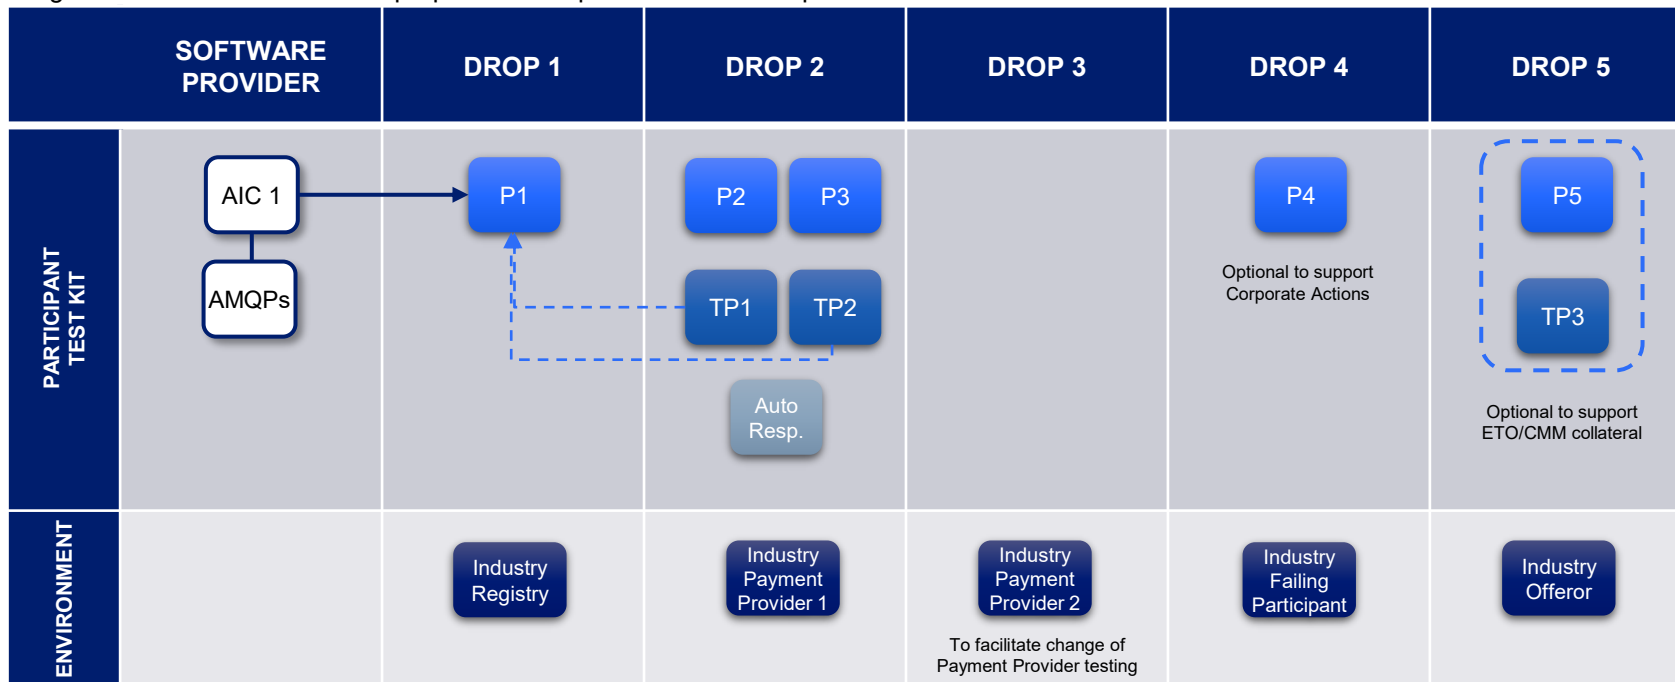 SOFTWARE
PROVIDER
DROP 1
DROP 2
DROP 3
DROP 4
DROP 5
PARTICIPANT
TEST KIT
AIC 1
AMQPs
P1
P2
P3
TP1
TP2
Auto
Resp.
P4
Optional to support
Corporate Actions
P5
TP3
Optional to support
ETO/CMM collateral
ENVIRONMENT
Industry
Registry
Industry
Payment
Provider 1
Industry
Payment
Provider 2
To facilitate change of
Payment Provider testing
Industry
Failing
Participant
Industry
Offeror